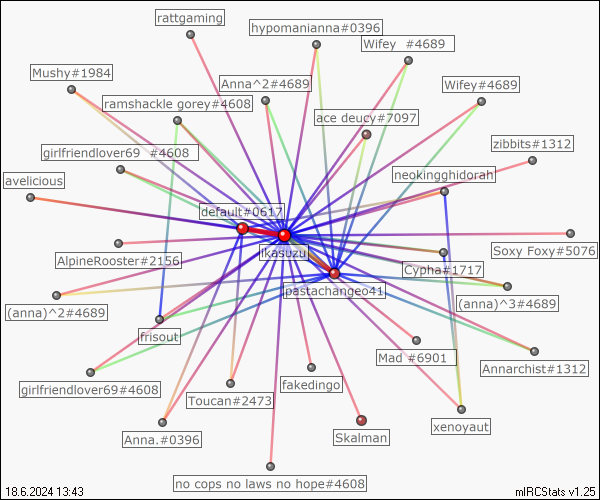 rattgaming
hypomanianna#0396
Wifey #4689
Mushy#1984
Anna^2#4689
Wifey#4689
ramshackle gorey#4608
ace deucy#7097
zibbits#1312
girlfriendlover69 #4608
neokingghidorah
avelicious
default#0617
ikasuzu
Soxy Foxy#5076
AlpineRooster#2156
Cypha#1717
pastachangeo41
(anna)^2#4689
(anna)^3#4689
frisout
Mad #6901
Annarchist#1312
girlfriendlover69#4608
fakedingo
Toucan#2473
xenoyaut
Anna.#0396
Skalman
no cops no laws no hope#4608
18.6.2024 13:43
mIRCStats v1.25